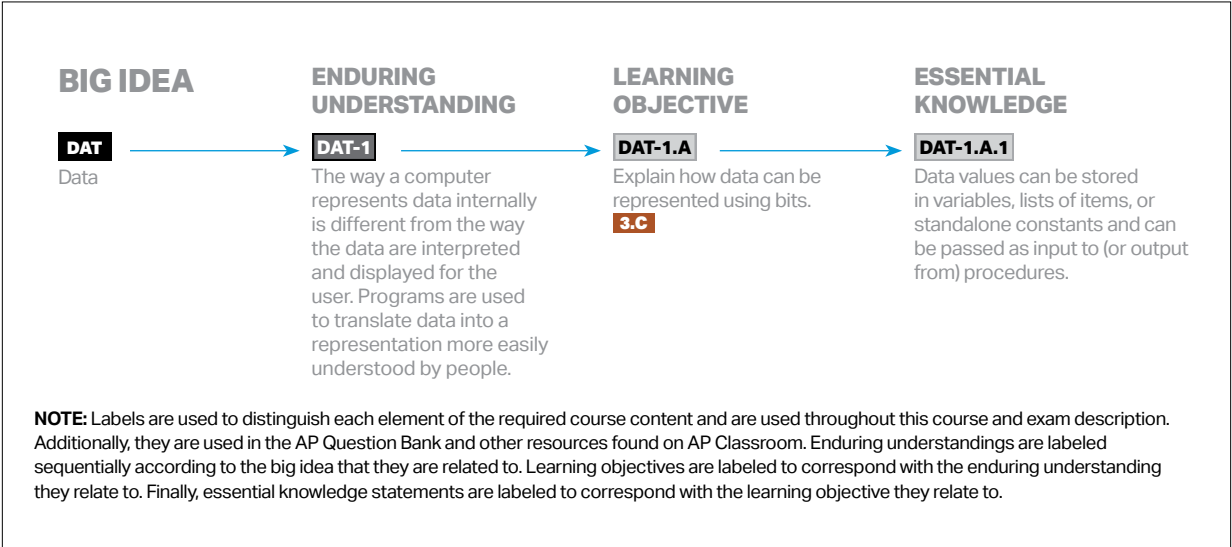 BIG IDEA
DAT
Data
ENDURING
UNDERSTANDING
DAT-1
The way a computer
represents data internally
is different from the way
the data are interpreted
and displayed for the
user. Programs are used
to translate data into a
representation more easily
understood by people.
LEARNING
OBJECTIVE
DAT-1.A
Explain how data can be
represented using bits.
3.C
ESSENTIAL
KNOWLEDGE
DAT-1.A.1
Data values can be stored
in variables, lists of items, or
standalone constants and can
be passed as input to (or output
from) procedures.
NOTE: Labels are used to distinguish each element of the required course content and are used throughout this course and exam description.
Additionally, they are used in the AP Question Bank and other resources found on AP Classroom. Enduring understandings are labeled
sequentially according to the big idea that they are related to. Learning objectives are labeled to correspond with the enduring understanding
they relate to. Finally, essential knowledge statements are labeled to correspond with the learning objective they relate to.